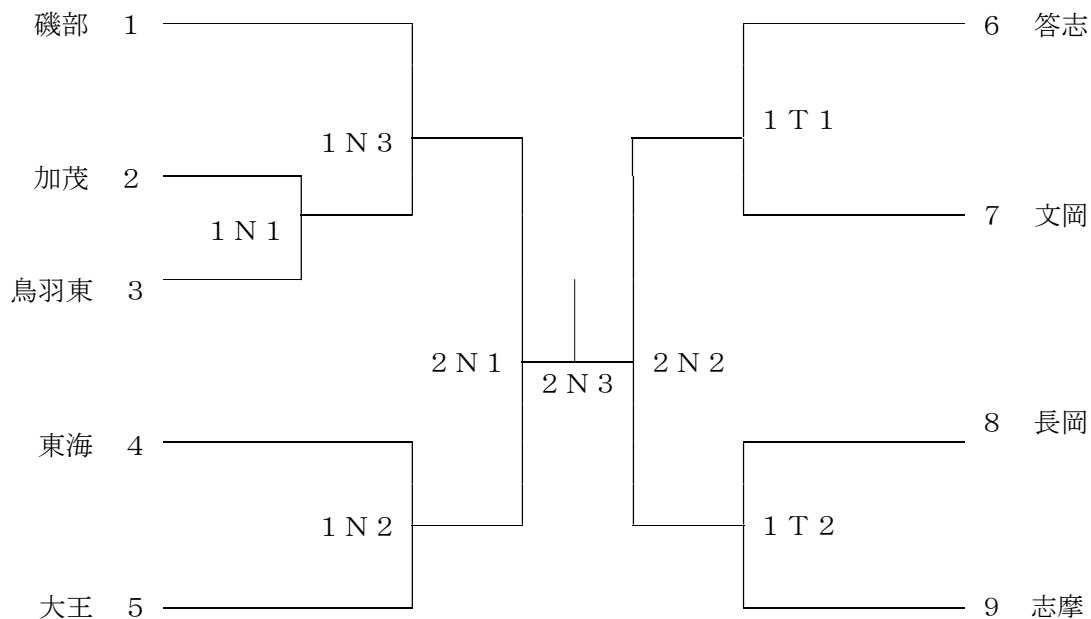 磯部 1
6 答志
1T1
1N3
加茂 2
7 文岡
1N1
鳥羽東 3
2N1
2N3
2N2
8 長岡
東海 4
1N2
1T2
大王 5
9 志摩